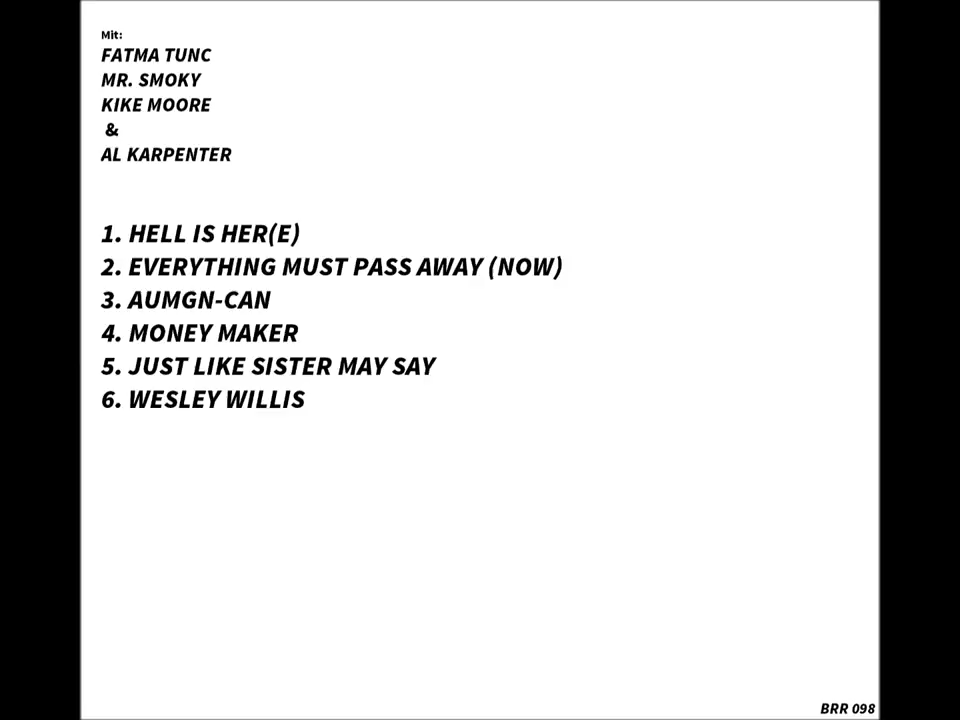 Mit:
FATMA TUNC
MR. SMOKY
KIKE MOORE
&
AL KARPENTER
1. HELL IS HER(E)
2. EVERYTHING MUST PASS AWAY (NOW)
3. AUMGN-CAN
4. MONEY MAKER
5. JUST LIKE SISTER MAY SAY
6. WESLEY WILLIS
BRR 098